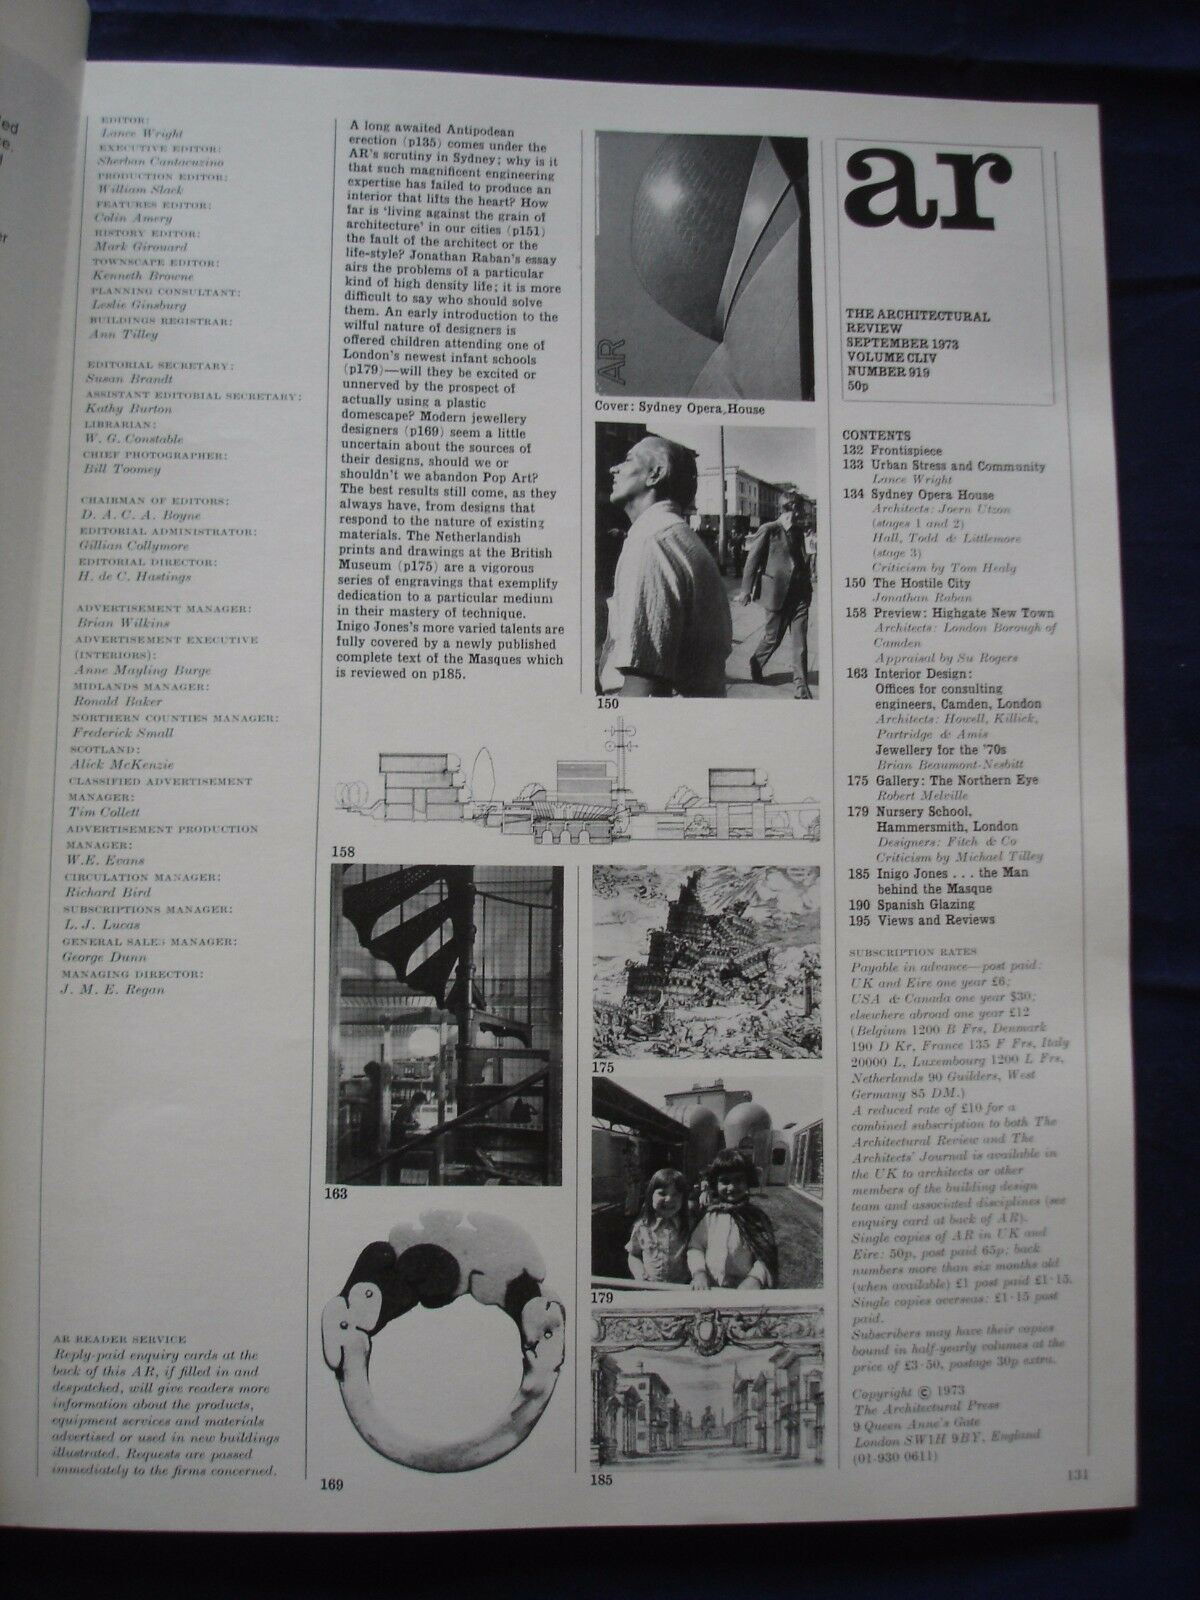 EDITOR:
Lance Wright
EXECUTIVE EDITOR:
Sherban Cantacuzino
PRODUCTION EDITOR:
William Slack
FEATURES EDITOR:
Colin Amery
HISTORY EDITOR:
Mark Girouard
TOWNSCAPE EDITOR:
Kenneth Browne
PLANNING CONSULTANT:
Leslie Ginsburg
BUILDINGS REGISTRAR:
Ann Tilley
EDITORIAL SECRETARY:
Susan Brandt
ASSISTANT EDITORIAL SECRETARY:
Kathy Burton
LIBRARIAN:
W. G. Constable
CHIEF PHOTOGRAPHER:
Bill Toomey
CHAIRMAN OF EDITORS:
D. A. C. A. Boyne
EDITORIAL ADMINISTRATOR:
Gillian Collymore
EDITORIAL DIRECTOR:
H. de C. Hastings
ADVERTISEMENT MANAGER:
Brian Wilkins
ADVERTISEMENT EXECUTIVE
(INTERIORS):
Anne Mayling Burge
MIDLANDS MANAGER:
Ronald Baker
NORTHERN COUNTIES MANAGER:
Frederick Small
SCOTLAND:
Alick McKenzie
CLASSIFIED ADVERTISEMENT
MANAGER:
Tim Collett
ADVERTISEMENT PRODUCTION
MANAGER:
W.E. Evans
CIRCULATION MANAGER:
Richard Bird
SUBSCRIPTIONS MANAGER:
L. J. Lucas
GENERAL SALES MANAGER:
George Dunn
MANAGING DIRECTOR:
J. M. E. Regan
AR READER SERVICE
Reply-paid enquiry cards at the
back of this AR, if filled in and
despatched, will give readers more
information about the products,
equipment services and materials
advertised or used in new buildings
illustrated. Requests are passed
immediately to the firms concerned.
A long awaited Antipodean
erection (p135) comes under the
AR's scrutiny in Sydney; why is it
that such magnificent engineering
expertise has failed to produce an
interior that lifts the heart? How
far is 'living against the grain of
architecture' in our cities (p151)
the fault of the architect or the
life-style? Jonathan Raban's essay
airs the problems of a particular
kind of high density life; it is more
difficult to say who should solve
them. An early introduction to the
wilful nature of designers is
offered children attending one of
London's newest infant schools
(p179)—will they be excited or
unnerved by the prospect of
actually using a plastic
domescape? Modern jewellery
designers (p169) seem a little
uncertain about the sources of
their designs, should we or
shouldn't we abandon Pop Art?
The best results still come, as they
always have, from designs that
respond to the nature of existing
materials. The Netherlandish
prints and drawings at the British
Museum (p175) are a vigorous
series of engravings that exemplify
dedication to a particular medium
in their mastery of technique.
Inigo Jones's more varied talents are
fully covered by a newly published
complete text of the Masques which
is reviewed on p185.
AR
Cover: Sydney Opera House
150
158
163
175
179
169
185
ar
THE ARCHITECTURAL
REVIEW
SEPTEMBER 1973
VOLUME CLIV
NUMBER 919
50p
CONTENTS
132 Frontispiece
133 Urban Stress and Community
Lance Wright
134 Sydney Opera House
Architects: Joern Utzon
(stages 1 and 2)
Hall, Todd & Littlemore
(stage 3)
Criticism by Tom Healy
150 The Hostile City
Jonathan Raban
158 Preview: Highgate New Town
Architects: London Borough of
Camden
Appraisal by Su Rogers
163 Interior Design:
Offices for consulting
engineers, Camden, London
Architects: Howell, Killick,
Partridge & Amis
Jewellery for the '70s
Brian Beaumont-Nesbitt
175 Gallery: The Northern Eye
Robert Melville
179 Nursery School,
Hammersmith, London
Designers: Fitch & Co
Criticism by Michael Tilley
185 Inigo Jones . . . the Man
behind the Masque
190 Spanish Glazing
195 Views and Reviews
SUBSCRIPTION RATES
Payable in advance—post paid:
UK and Eire one year £6;
USA & Canada one year $30;
elsewhere abroad one year £12
(Belgium 1200 B Frs, Denmark
190 D Kr, France 135 F Frs, Italy
20000 L, Luxembourg 1200 L Frs,
Netherlands 90 Guilders, West
Germany 85 DM.)
A reduced rate of £10 for a
combined subscription to both The
Architectural Review and The
Architects' Journal is available in
the UK to architects or other
members of the building design
team and associated disciplines (see
enquiry card at back of AR).
Single copies of AR in UK and
Eire: 50p, post paid 65p; back
numbers more than six months old
(when available) £1 post paid £1·15.
Single copies overseas: £1·15 post
paid.
Subscribers may have their copies
bound in half-yearly volumes at the
price of £3·50, postage 30p extra.
Copyright © 1973
The Architectural Press
9 Queen Anne's Gate
London SW1H 9BY, England
(01-930 0611)
131